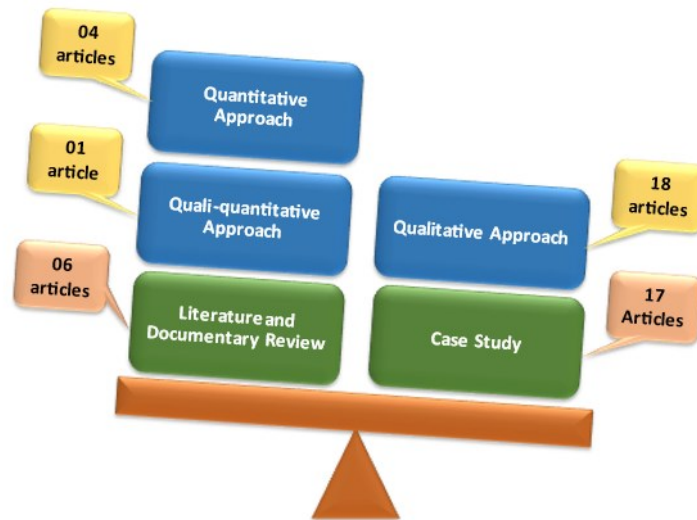 04
articles
Quantitative
Approach
01
article
Quali-quantitative
Approach
18
articles
Qualitative Approach
06
articles
Literature and
Documentary Review
17
Articles
Case Study